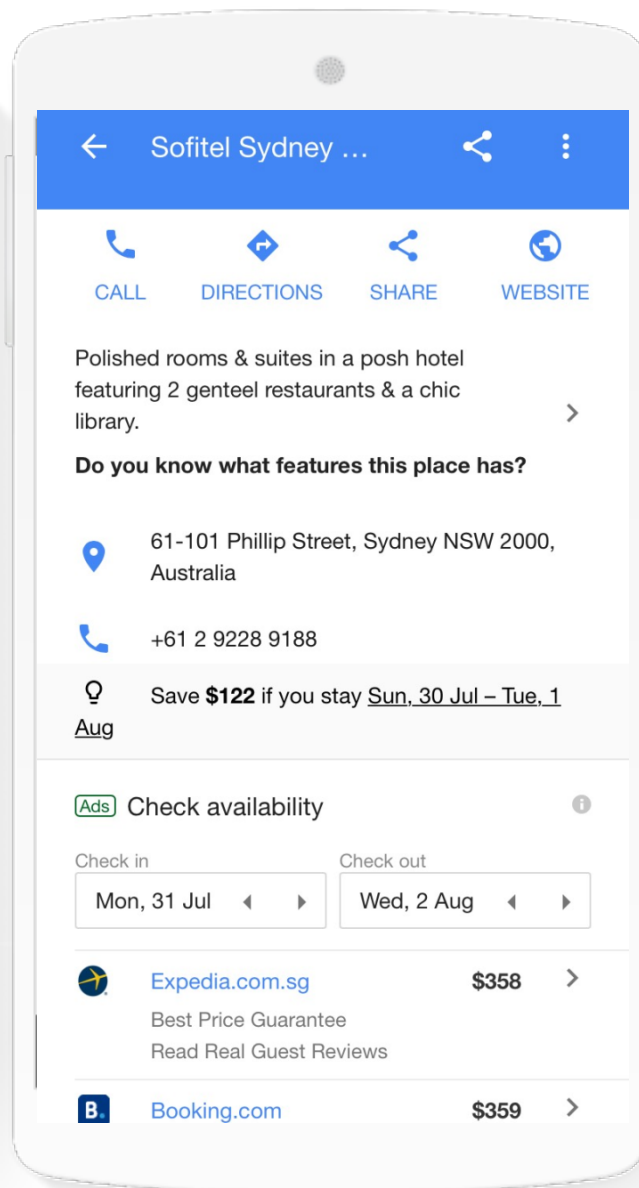 Sofitel Sydney ...
CALL DIRECTIONS SHARE WEBSITE
Polished rooms & suites in a posh hotel
featuring 2 genteel restaurants & a chic
library.
Do you know what features this place has?
61-101 Phillip Street, Sydney NSW 2000,
Australia
+61 2 9228 9188
Save $122 if you stay Sun, 30 Jul – Tue, 1
Aug
Ads Check availability
Check in Check out
Mon, 31 Jul Wed, 2 Aug
Expedia.com.sg $358
Best Price Guarantee
Read Real Guest Reviews
B. Booking.com $359